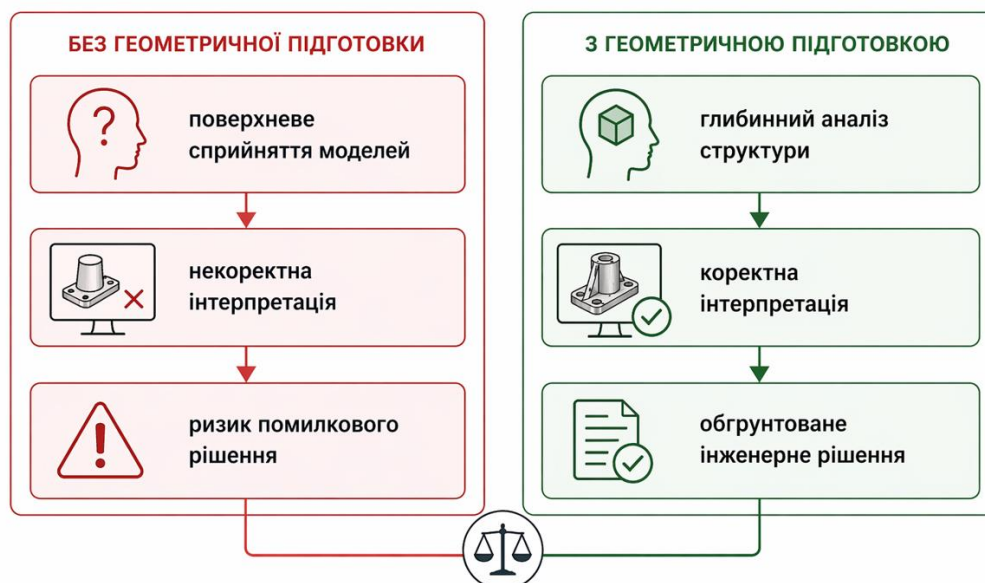 БЕЗ ГЕОМЕТРИЧНОЇ ПІДГОТОВКИ
поверхневе
сприйняття моделей
некоректна
інтерпретація
ризик помилкового
рішення
З ГЕОМЕТРИЧНОЮ ПІДГОТОВКОЮ
глибинний аналіз
структури
коректна
інтерпретація
обгрунтоване
інженерне рішення